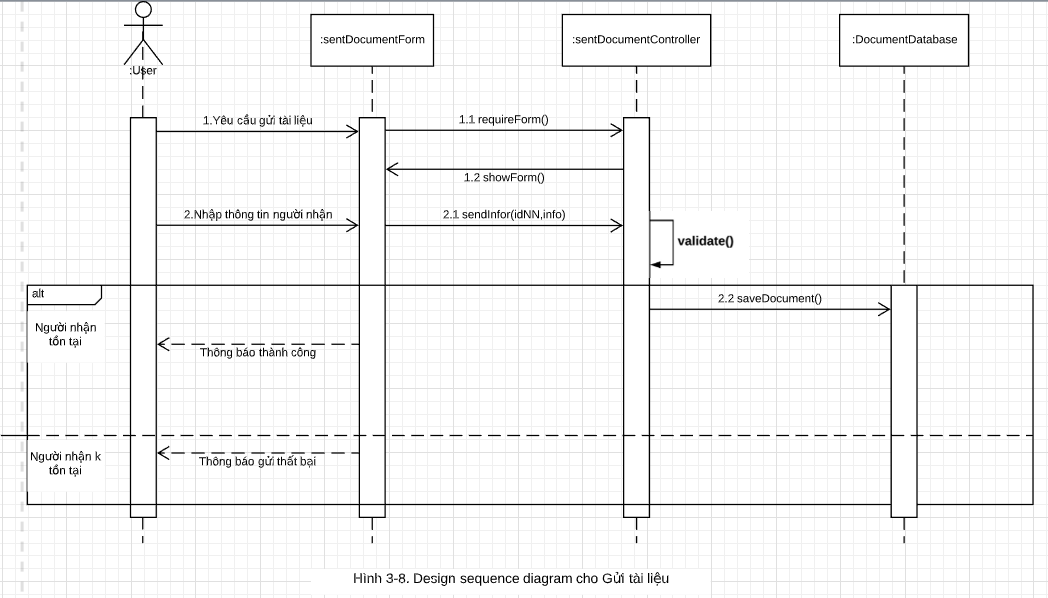 :User
:sentDocumentForm
:sentDocumentController
:DocumentDatabase
1.Yêu cầu gửi tài liệu
1.1 requireForm()
1.2 showForm()
2.Nhập thông tin người nhận
2.1 sendInfor(idNN,info)
validate()
alt
2.2 saveDocument()
Người nhận
tồn tại
Thông báo thành công
Người nhận k
tồn tại
Thông báo gửi thất bại
Hình 3-8. Design sequence diagram cho Gửi tài liệu